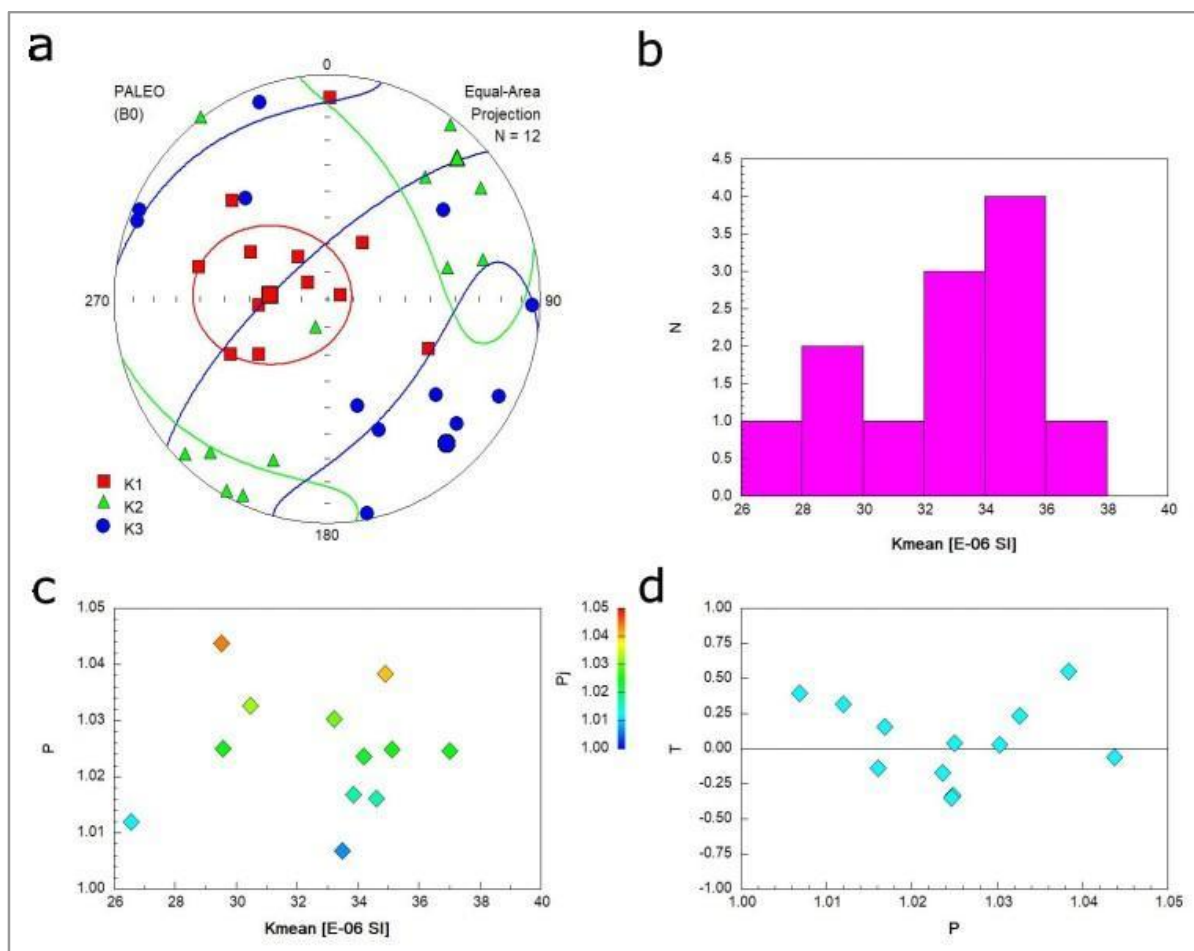 a
PALEO
(B0)
0
Equal-Area
Projection
N = 12
270
90
180
K1
K2
K3
b
4.5
4.0
3.5
3.0
2.5
2.0
1.5
1.0
0.5
0.0
N
26 28 30 32 34 36 38 40
Kmean [E-06 SI]
c
P
1.05
1.04
1.03
1.02
1.01
1.00
26 28 30 32 34 36 38 40
Kmean [E-06 SI]
Pj
1.05
1.04
1.03
1.02
1.01
1.00
d
T
1.00
0.75
0.50
0.25
0.00
-0.25
-0.50
-0.75
-1.00
1.00 1.01 1.02 1.03 1.04 1.05
P